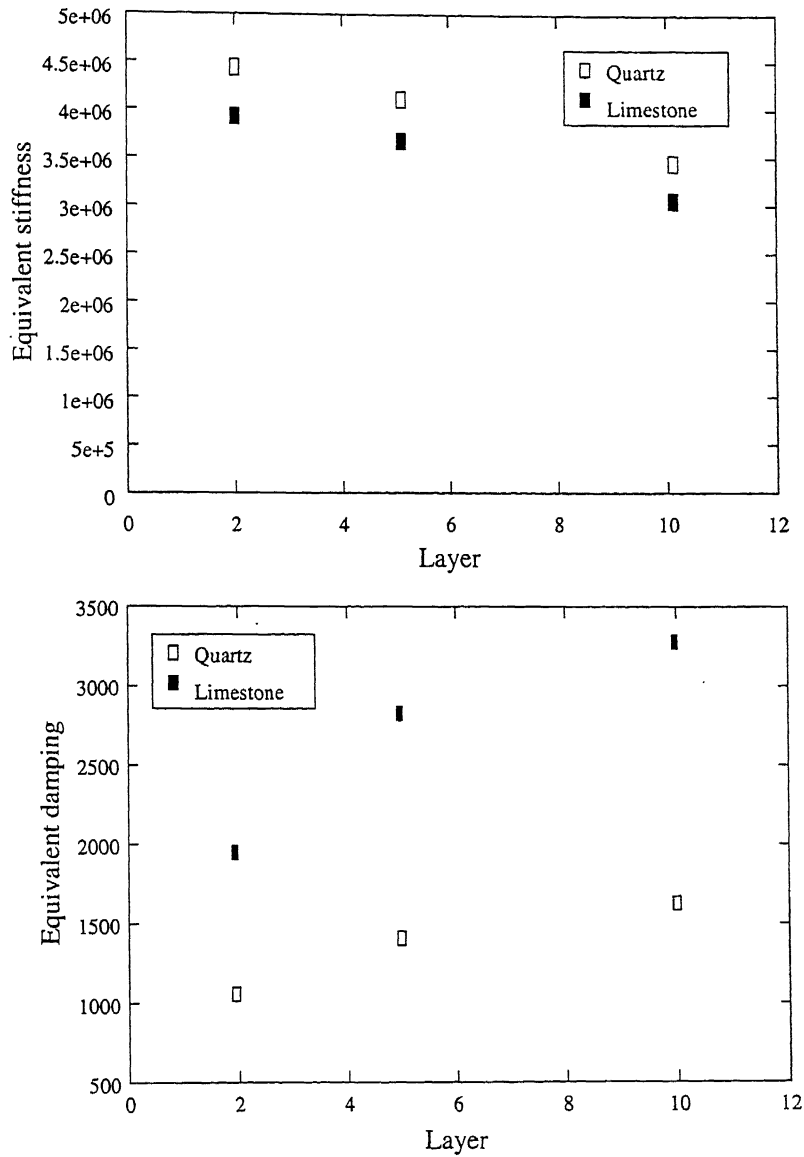 5e+06
4.5e+06
4e+06
3.5e+06
3e+06
2.5e+06
2e+06
1.5e+06
1e+06
5e+5
0
Equivalent stiffness
Quartz
Limestone
0 2 4 6 8 10 12
Layer
3500
3000
2500
2000
1500
1000
500
Equivalent damping
Quartz
Limestone
0 2 4 6 8 10 12
Layer